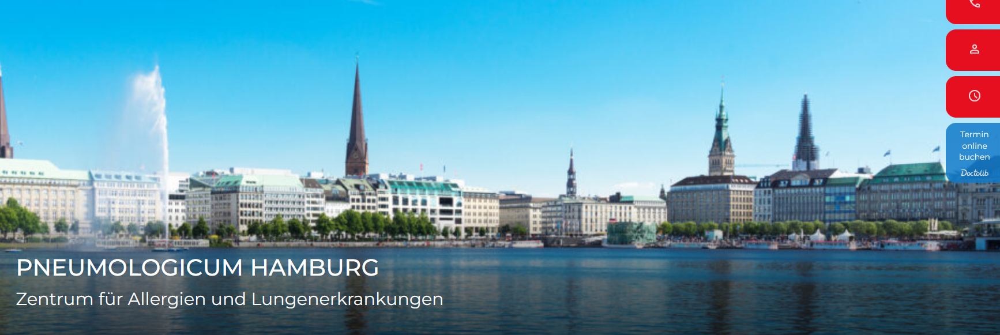 Termin
online
buchen
Doctolib
PNEUMOLOGICUM HAMBURG
Zentrum für Allergien und Lungenerkrankungen